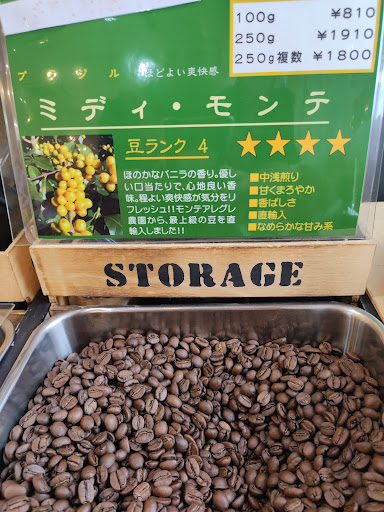 100g ¥810
250g ¥1910
250g複数 ¥1800
ブラジル ほどよい爽快感
ミディ・モンテ
豆ランク 4 ★★★★
ほのかなバニラの香り。優し
い口当たりで、心地良い香
味。程よい爽快感が気分をリ
フレッシュ!!モンテアレグレ
農園から、最上級の豆を直
輸入しました!!
■中浅煎り
■甘くまろやか
■香ばしさ
■直輸入
■なめらかな甘み系
STORAGE